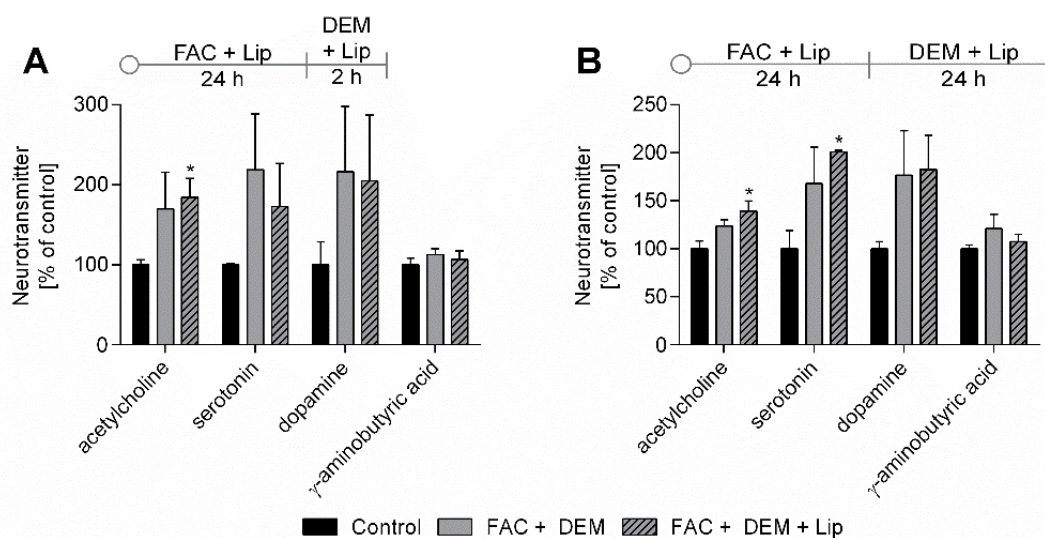 A
FAC + Lip
24 h
DEM
+ Lip
2 h
Neurotransmitter
[% of control]
300
200
100
0
*
acetylcholine
serotonin
dopamine
γ-aminobutyric acid
B
FAC + Lip
24 h
DEM + Lip
24 h
Neurotransmitter
[% of control]
250
200
150
100
50
0
*
*
acetylcholine
serotonin
dopamine
γ-aminobutyric acid
Control FAC + DEM FAC + DEM + Lip